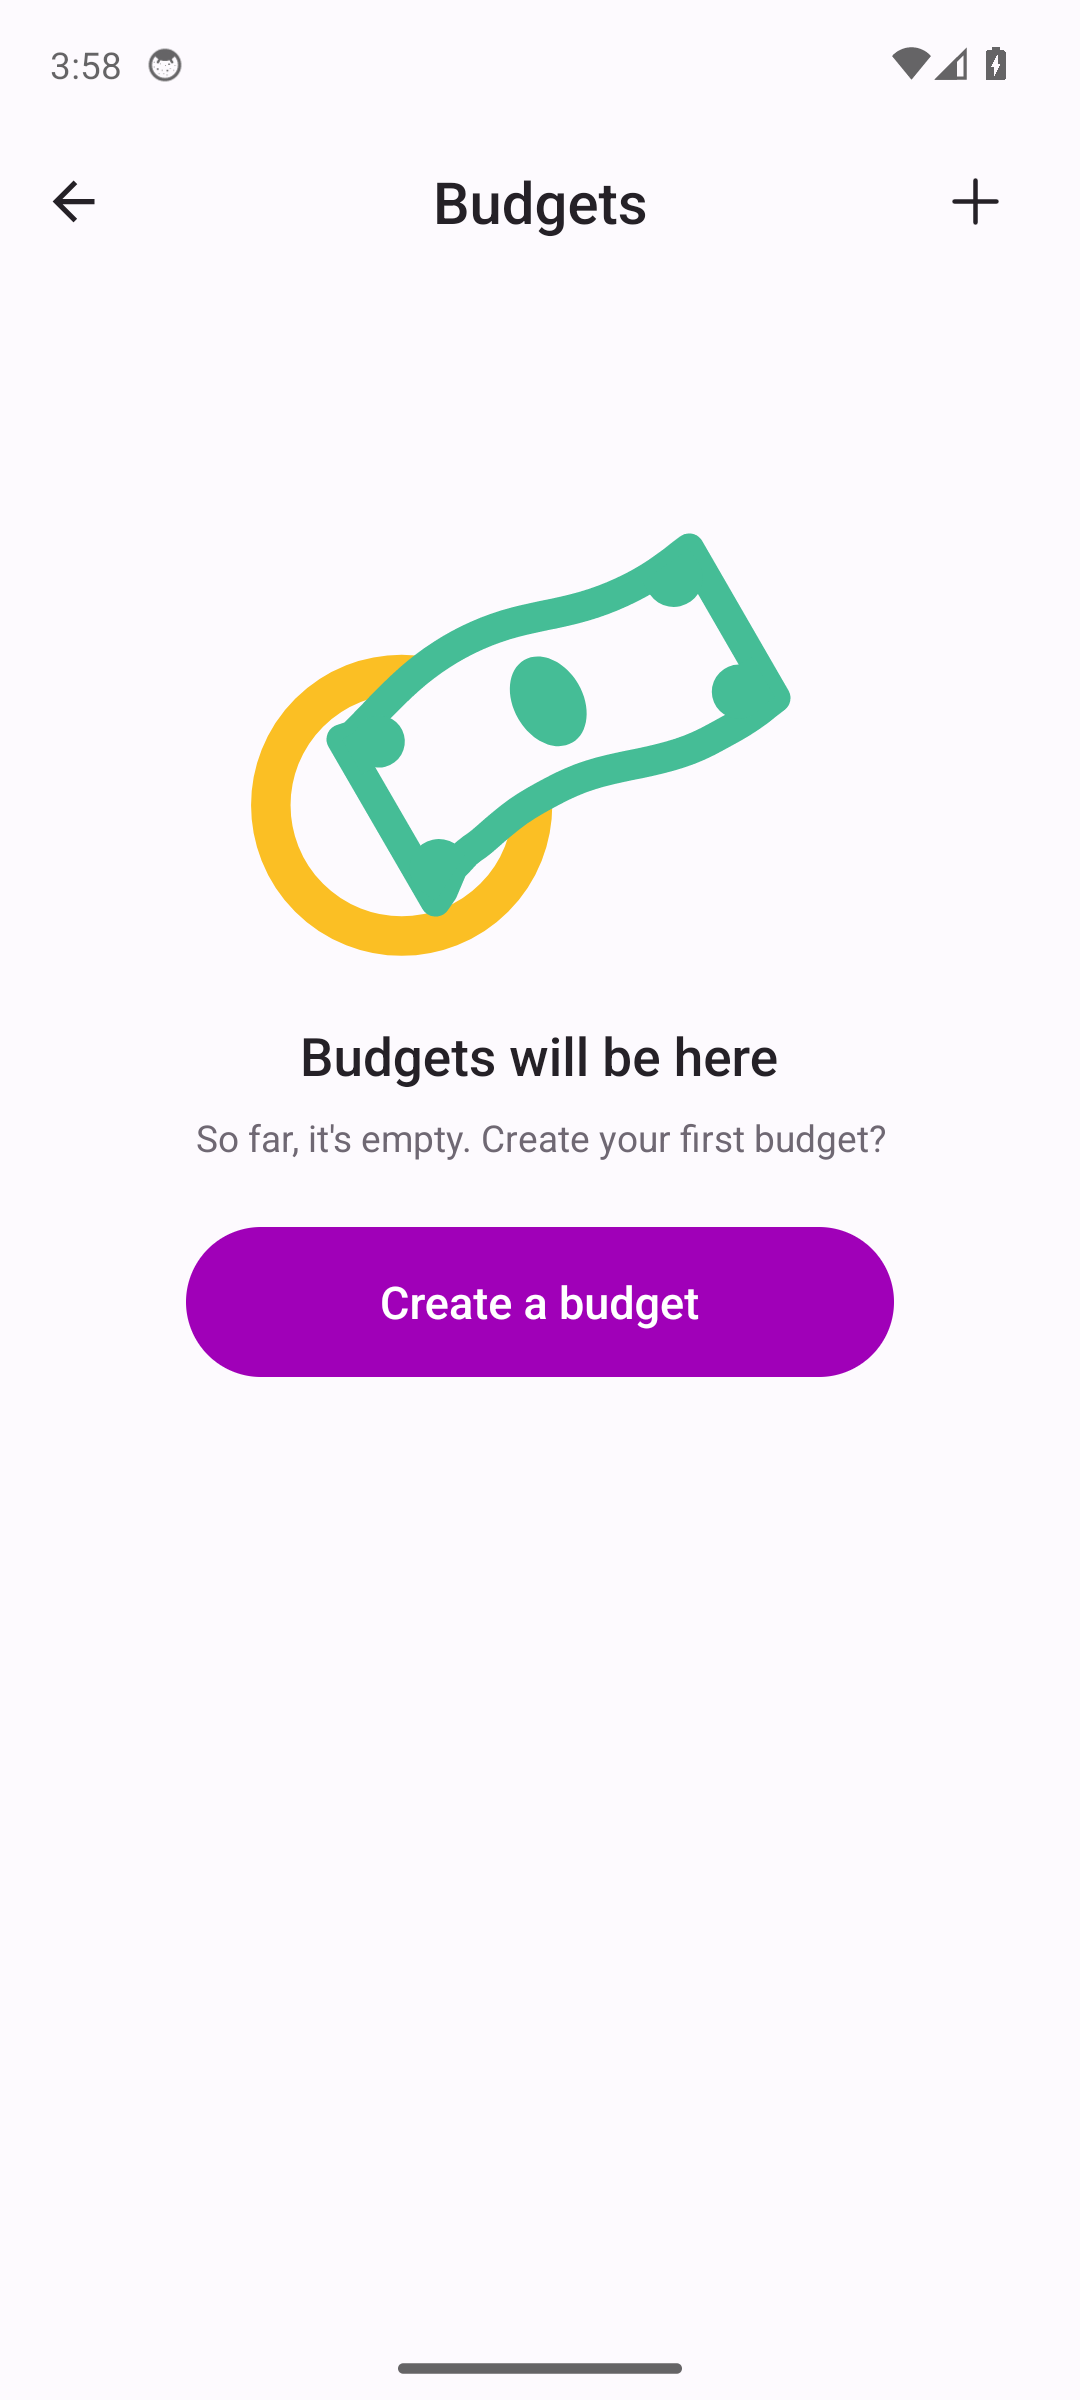 3:58
Budgets
Budgets will be here
So far, it's empty. Create your first budget?
Create a budget